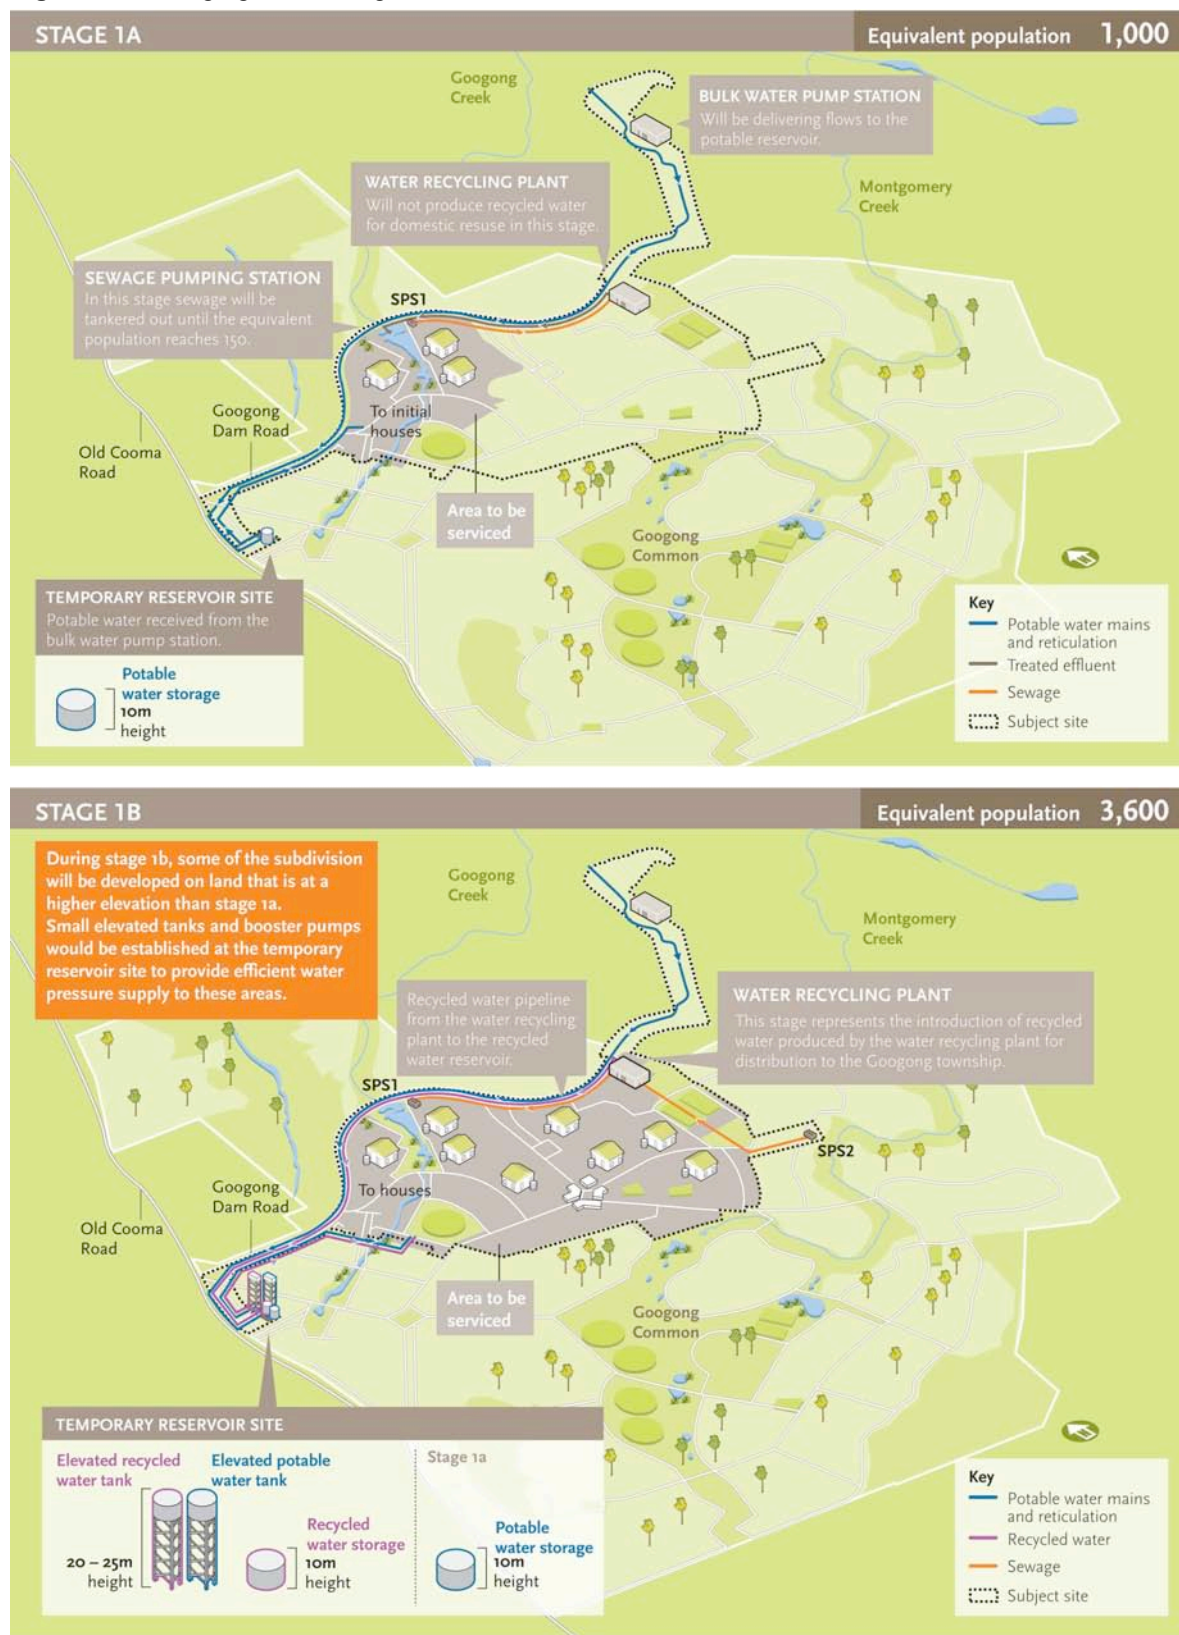 STAGE 1A
Equivalent population 1,000
Googong
Creek
BULK WATER PUMP STATION
Will be delivering flows to the
potable reservoir.
WATER RECYCLING PLANT
Will not produce recycled water
for domestic resuse in this stage.
Montgomery
Creek
SEWAGE PUMPING STATION
In this stage sewage will be
tankered out until the equivalent
population reaches 150.
SPS1
Googong
Dam Road
To initial
houses
Old Cooma
Road
Area to be
serviced
Googong
Common
TEMPORARY RESERVOIR SITE
Potable water received from the
bulk water pump station.
Potable
water storage
10m
height
Key
Potable water mains
and reticulation
Treated effluent
Sewage
Subject site
STAGE 1B
Equivalent population 3,600
During stage 1b, some of the subdivision
will be developed on land that is at a
higher elevation than stage 1a.
Small elevated tanks and booster pumps
would be established at the temporary
reservoir site to provide efficient water
pressure supply to these areas.
Googong
Creek
Montgomery
Creek
Recycled water pipeline
from the water recycling
plant to the recycled
water reservoir.
WATER RECYCLING PLANT
This stage represents the introduction of recycled
water produced by the water recycling plant for
distribution to the Googong township.
SPS1
SPS2
Googong
Dam Road
To houses
Old Cooma
Road
Area to be
serviced
Googong
Common
TEMPORARY RESERVOIR SITE
Elevated recycled
water tank
Elevated potable
water tank
20 – 25m
height
Recycled
water storage
10m
height
Stage 1a
Potable
water storage
10m
height
Key
Potable water mains
and reticulation
Recycled water
Sewage
Subject site